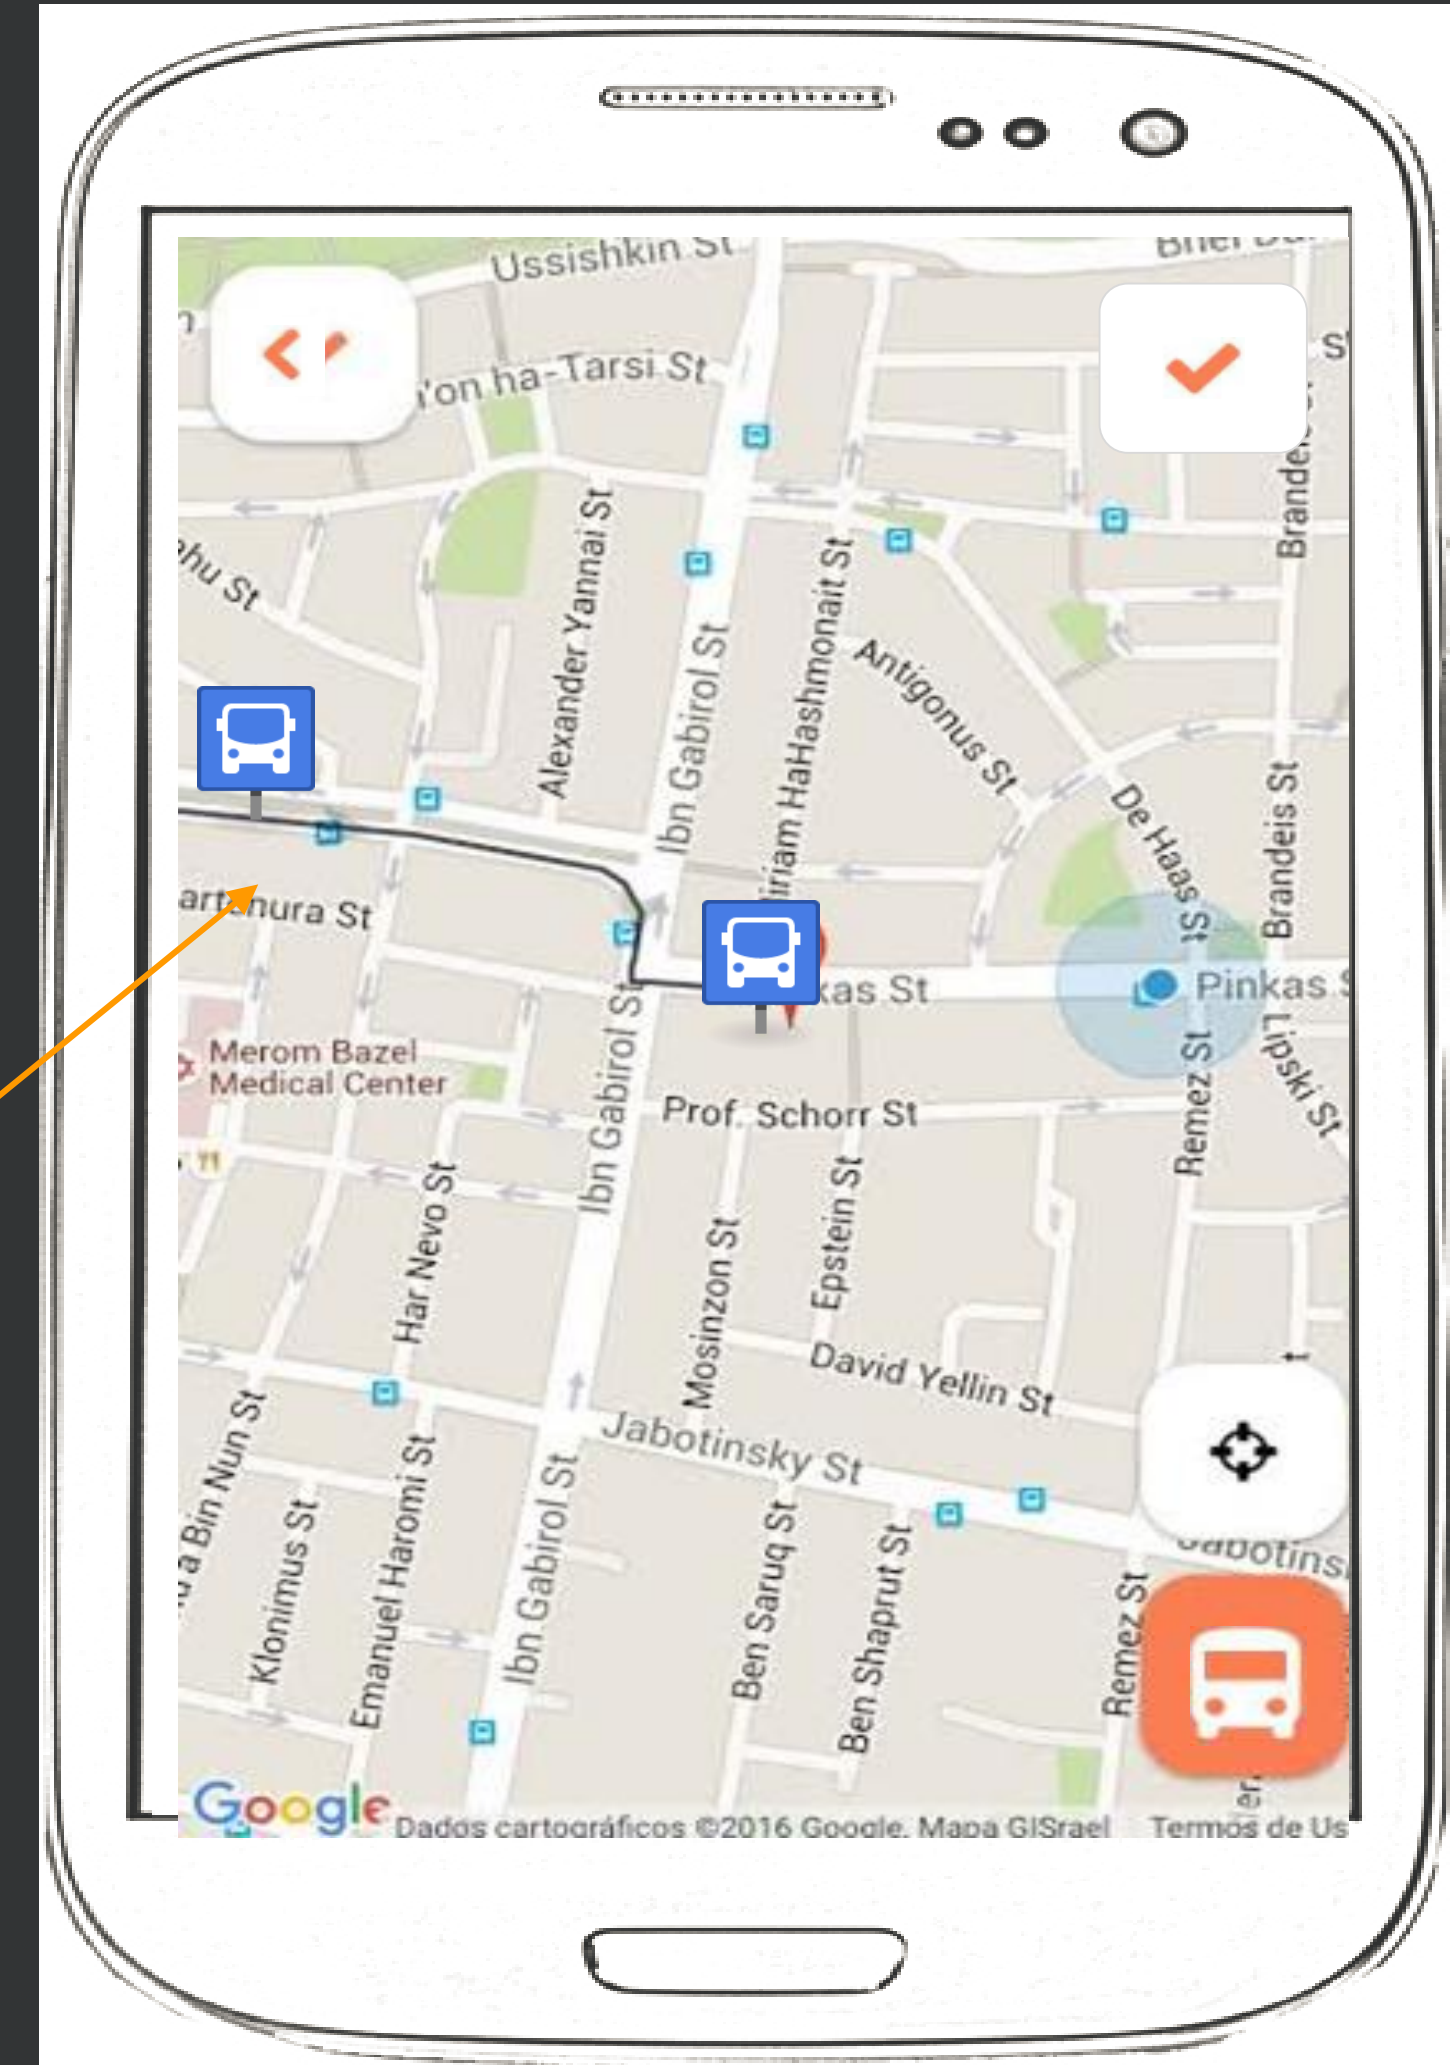 Ussishkin St
'on ha-Tarsi St
Brandeis St
Alexander Yannai St
Ibn Gabirol St
Antigonus St
De Haas St
Brandeis St
kas St
Pinkas S
Merom Bazel
Medical Center
Ibn Gabirol St
Prof. Schorr St
Remez St
Lipski St
Har Nevo St
Mosinzon St
Epstein St
David Yellin St
Jabotinsky St
a Bin Nun St
Klonimus St
Emanuel Haromi St
Ibn Gabirol St
Ben Saruq St
Ben Shaprut St
Remez St
Google
Dados cartográficos ©2016 Google, Mapa GISrael
Termos de Us